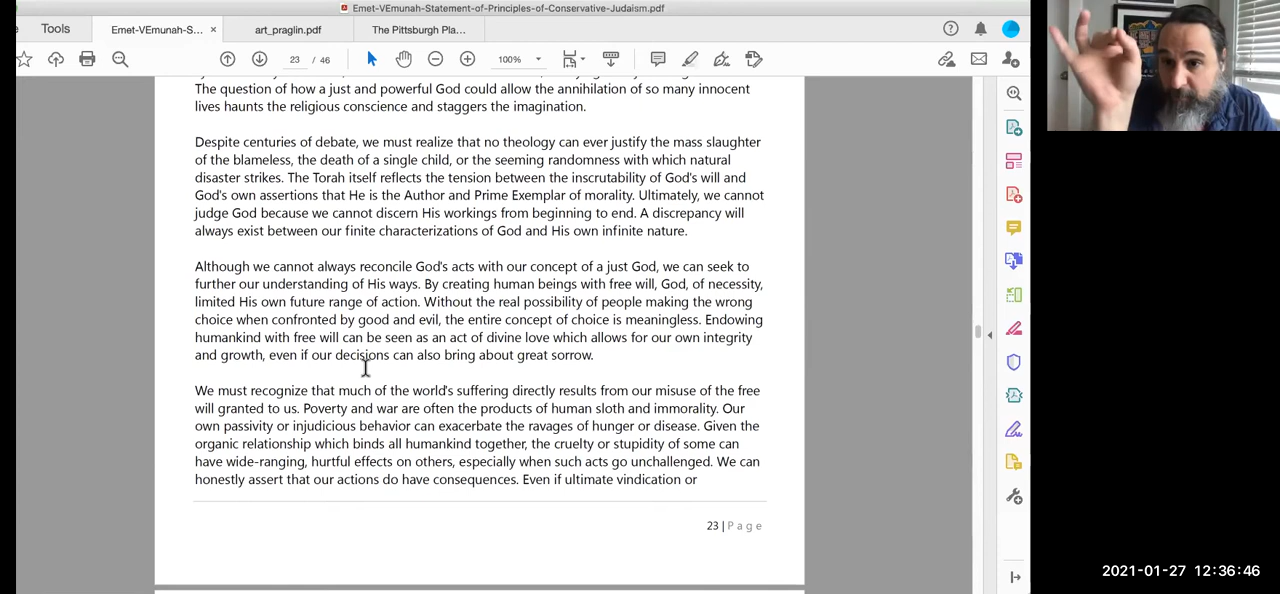 Emet-VEmunah-Statement-of-Principles-of-Conservative-Judaism.pdf
Tools
Emet-VEmunah-S... ×
art_praglin.pdf
The Pittsburgh Pla...
23 / 46
100%
The question of how a just and powerful God could allow the annihilation of so many innocent
lives haunts the religious conscience and staggers the imagination.
Despite centuries of debate, we must realize that no theology can ever justify the mass slaughter
of the blameless, the death of a single child, or the seeming randomness with which natural
disaster strikes. The Torah itself reflects the tension between the inscrutability of God's will and
God's own assertions that He is the Author and Prime Exemplar of morality. Ultimately, we cannot
judge God because we cannot discern His workings from beginning to end. A discrepancy will
always exist between our finite characterizations of God and His own infinite nature.
Although we cannot always reconcile God's acts with our concept of a just God, we can seek to
further our understanding of His ways. By creating human beings with free will, God, of necessity,
limited His own future range of action. Without the real possibility of people making the wrong
choice when confronted by good and evil, the entire concept of choice is meaningless. Endowing
humankind with free will can be seen as an act of divine love which allows for our own integrity
and growth, even if our decisions can also bring about great sorrow.
We must recognize that much of the world's suffering directly results from our misuse of the free
will granted to us. Poverty and war are often the products of human sloth and immorality. Our
own passivity or injudicious behavior can exacerbate the ravages of hunger or disease. Given the
organic relationship which binds all humankind together, the cruelty or stupidity of some can
have wide-ranging, hurtful effects on others, especially when such acts go unchallenged. We can
honestly assert that our actions do have consequences. Even if ultimate vindication or
23 | Page
2021-01-27 12:36:46